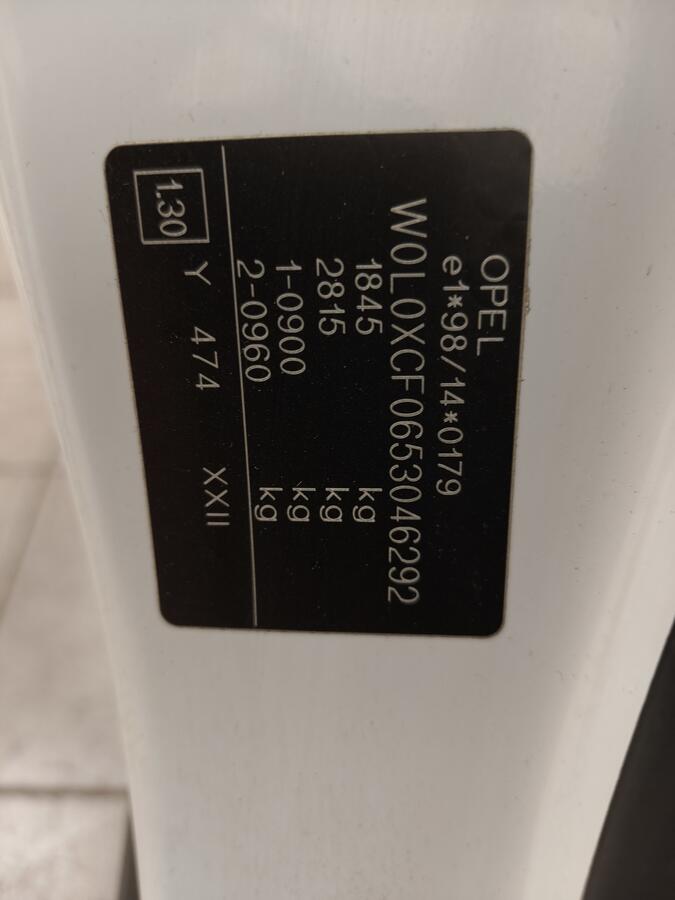 OPEL
e1*98/14*0179
W0L0XCF0653046292
1845 kg
2815 kg
1-0900 kg
2-0960 kg
Y 474 XXII
1.30